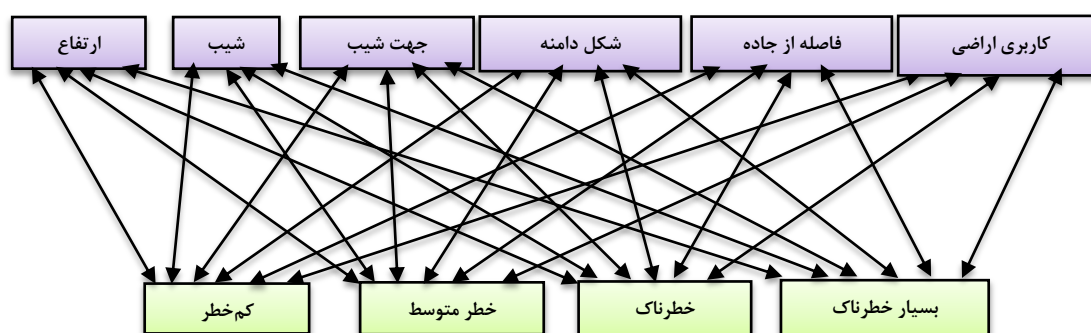 کاربری اراضی
فاصله از جاده
شکل دامنه
جهت شیب
شیب
ارتفاع
بسیار خطرناک
خطرناک
خطر متوسط
کم‌خطر